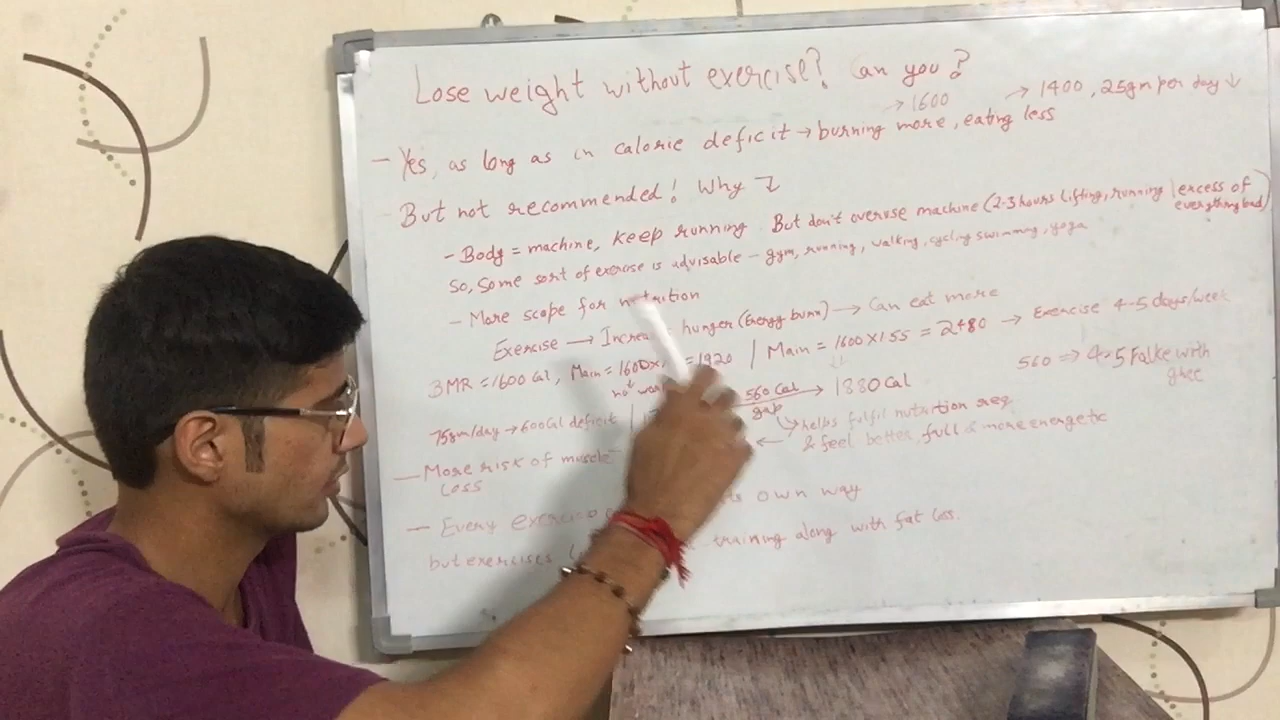 Lose weight without exercise? Can you?
→ 1600 → 1400, 25gm per day ↓
- Yes, as long as in calorie deficit → burning more, eating less
But not recommended! Why
- Body = machine, keep running. But don't overuse machine (2-3 hours lifting, running | excess of everything bad)
So, some sort of exercise is advisable - gym, running, walking, cycling swimming, yoga
- More scope for nutrition
Exercise → hunger (Energy burn) → Can eat more
BMR = 1600 Cal, Main = 1600x =1920 | Main = 1600x1.55 = 2480 → Exercise 4-5 days/week
no 560 Cal → 1880 Cal 560 ⇒ 4-5 Fulke with ghee
gap
75gm/day → 600Cal deficit | helps fulfil nutrition req
← & feel better, full & more energetic
- More risk of muscle loss
- Every exercise own way
but exercises training along with fat loss.